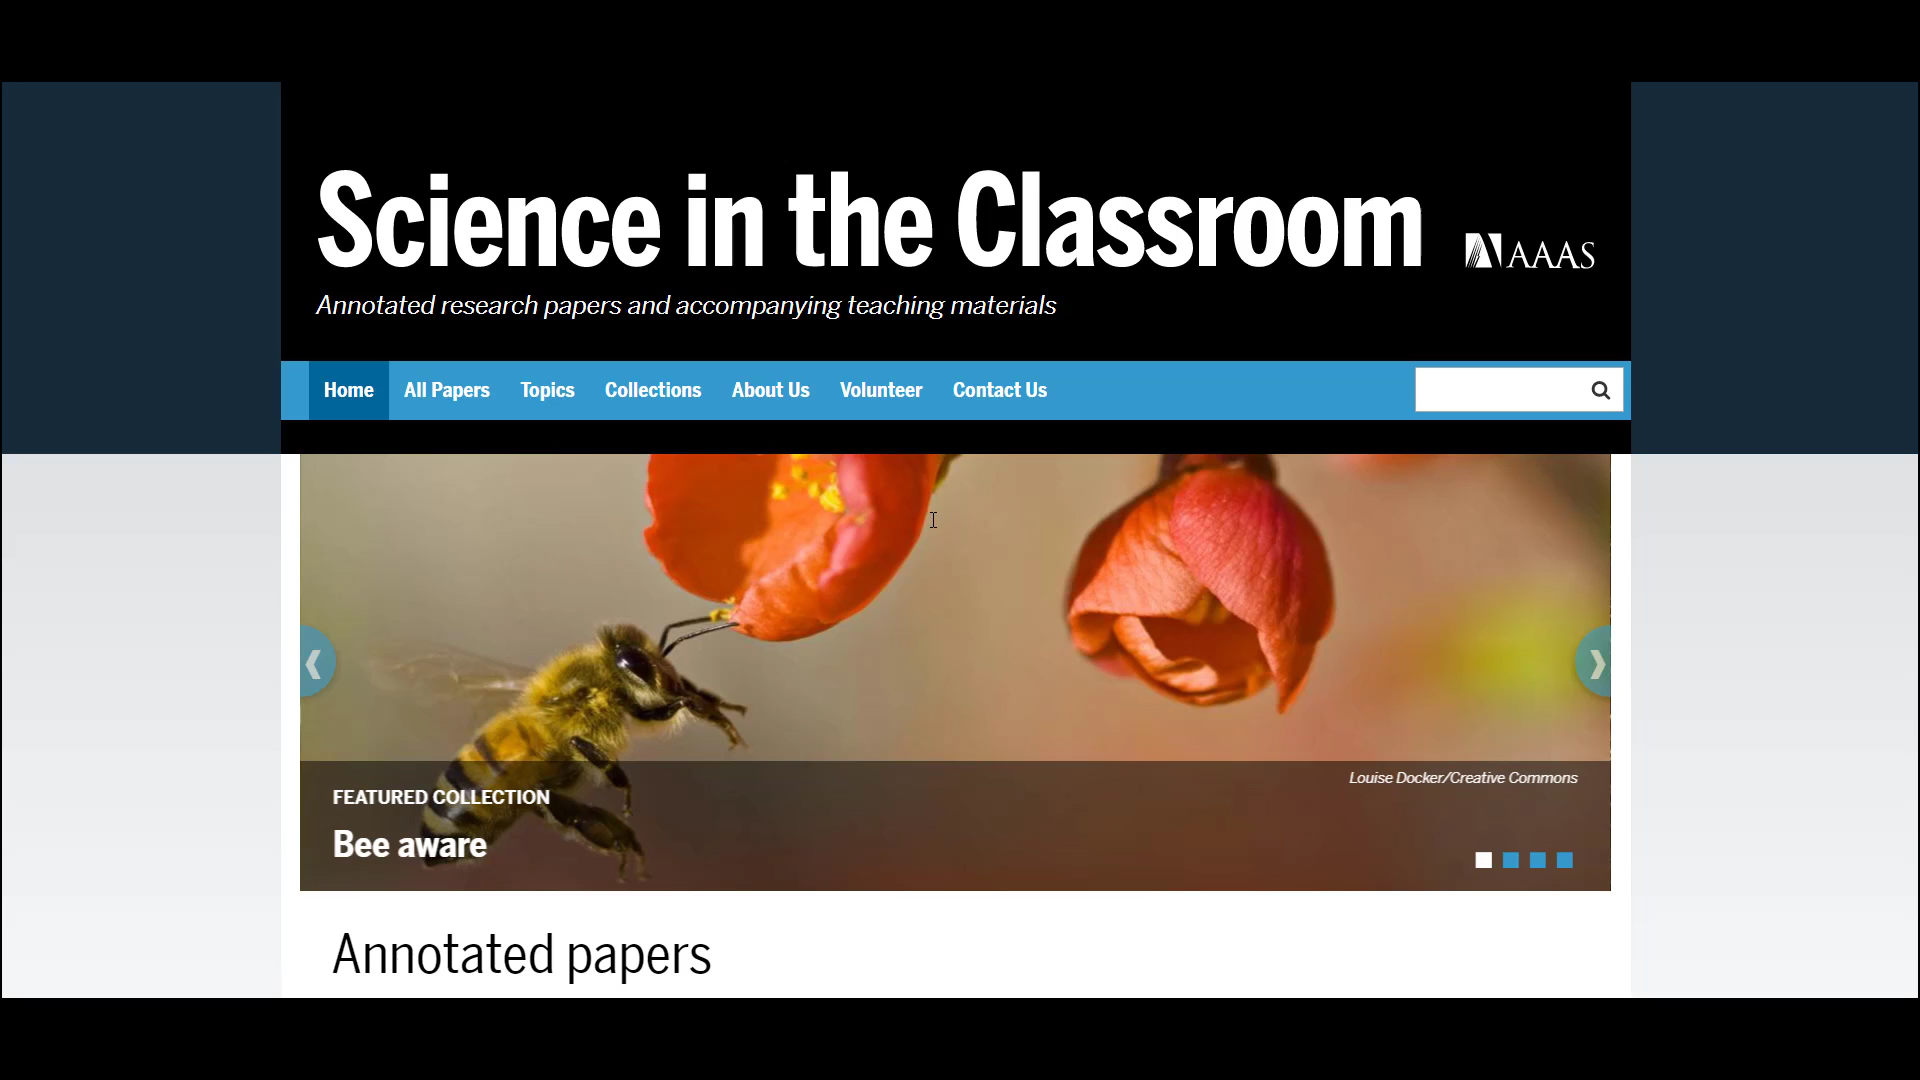 Science in the Classroom
AAAS
Annotated research papers and accompanying teaching materials
Home All Papers Topics Collections About Us Volunteer Contact Us
Louise Docker/Creative Commons
FEATURED COLLECTION
Bee aware
Annotated papers